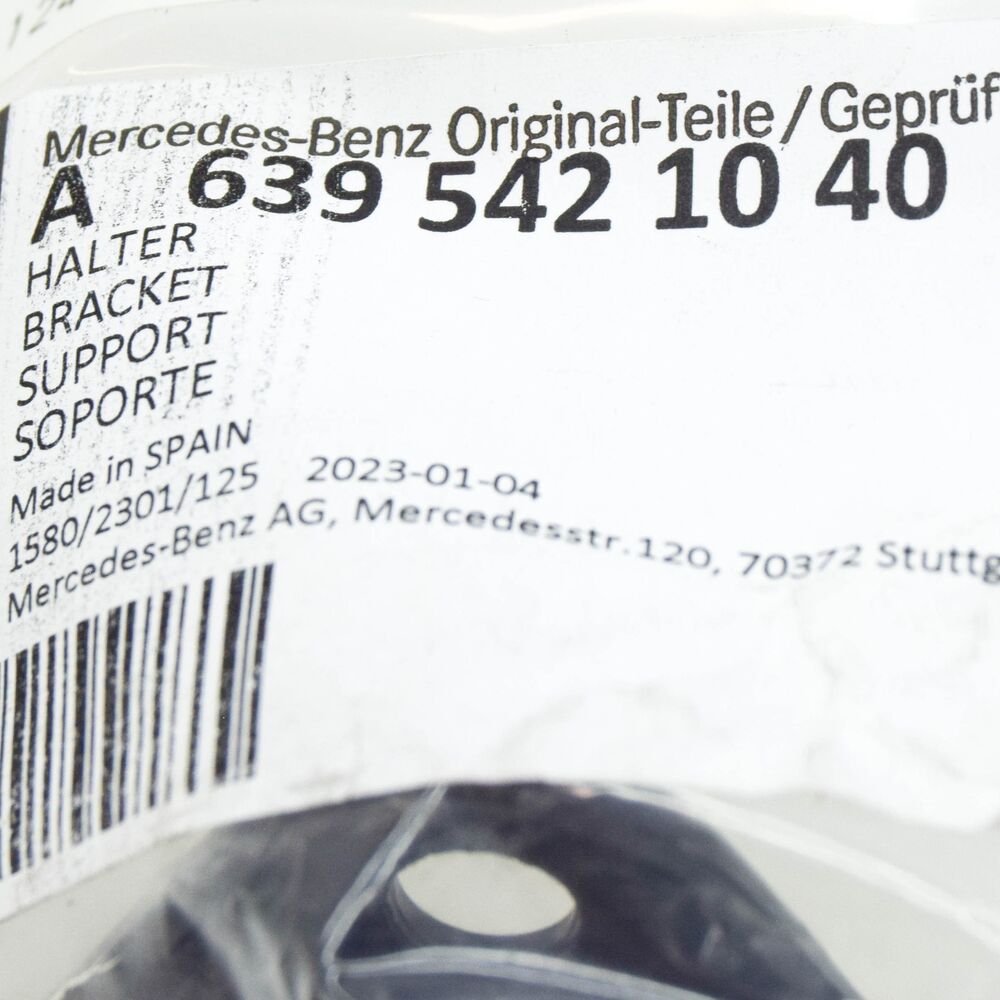 Mercedes-Benz Original-Teile / Geprüf
A 639 542 10 40
HALTER
BRACKET
SUPPORT
SOPORTE
Made in SPAIN
1580/2301/125 2023-01-04
Mercedes-Benz AG, Mercedesstr.120, 70372 Stuttg